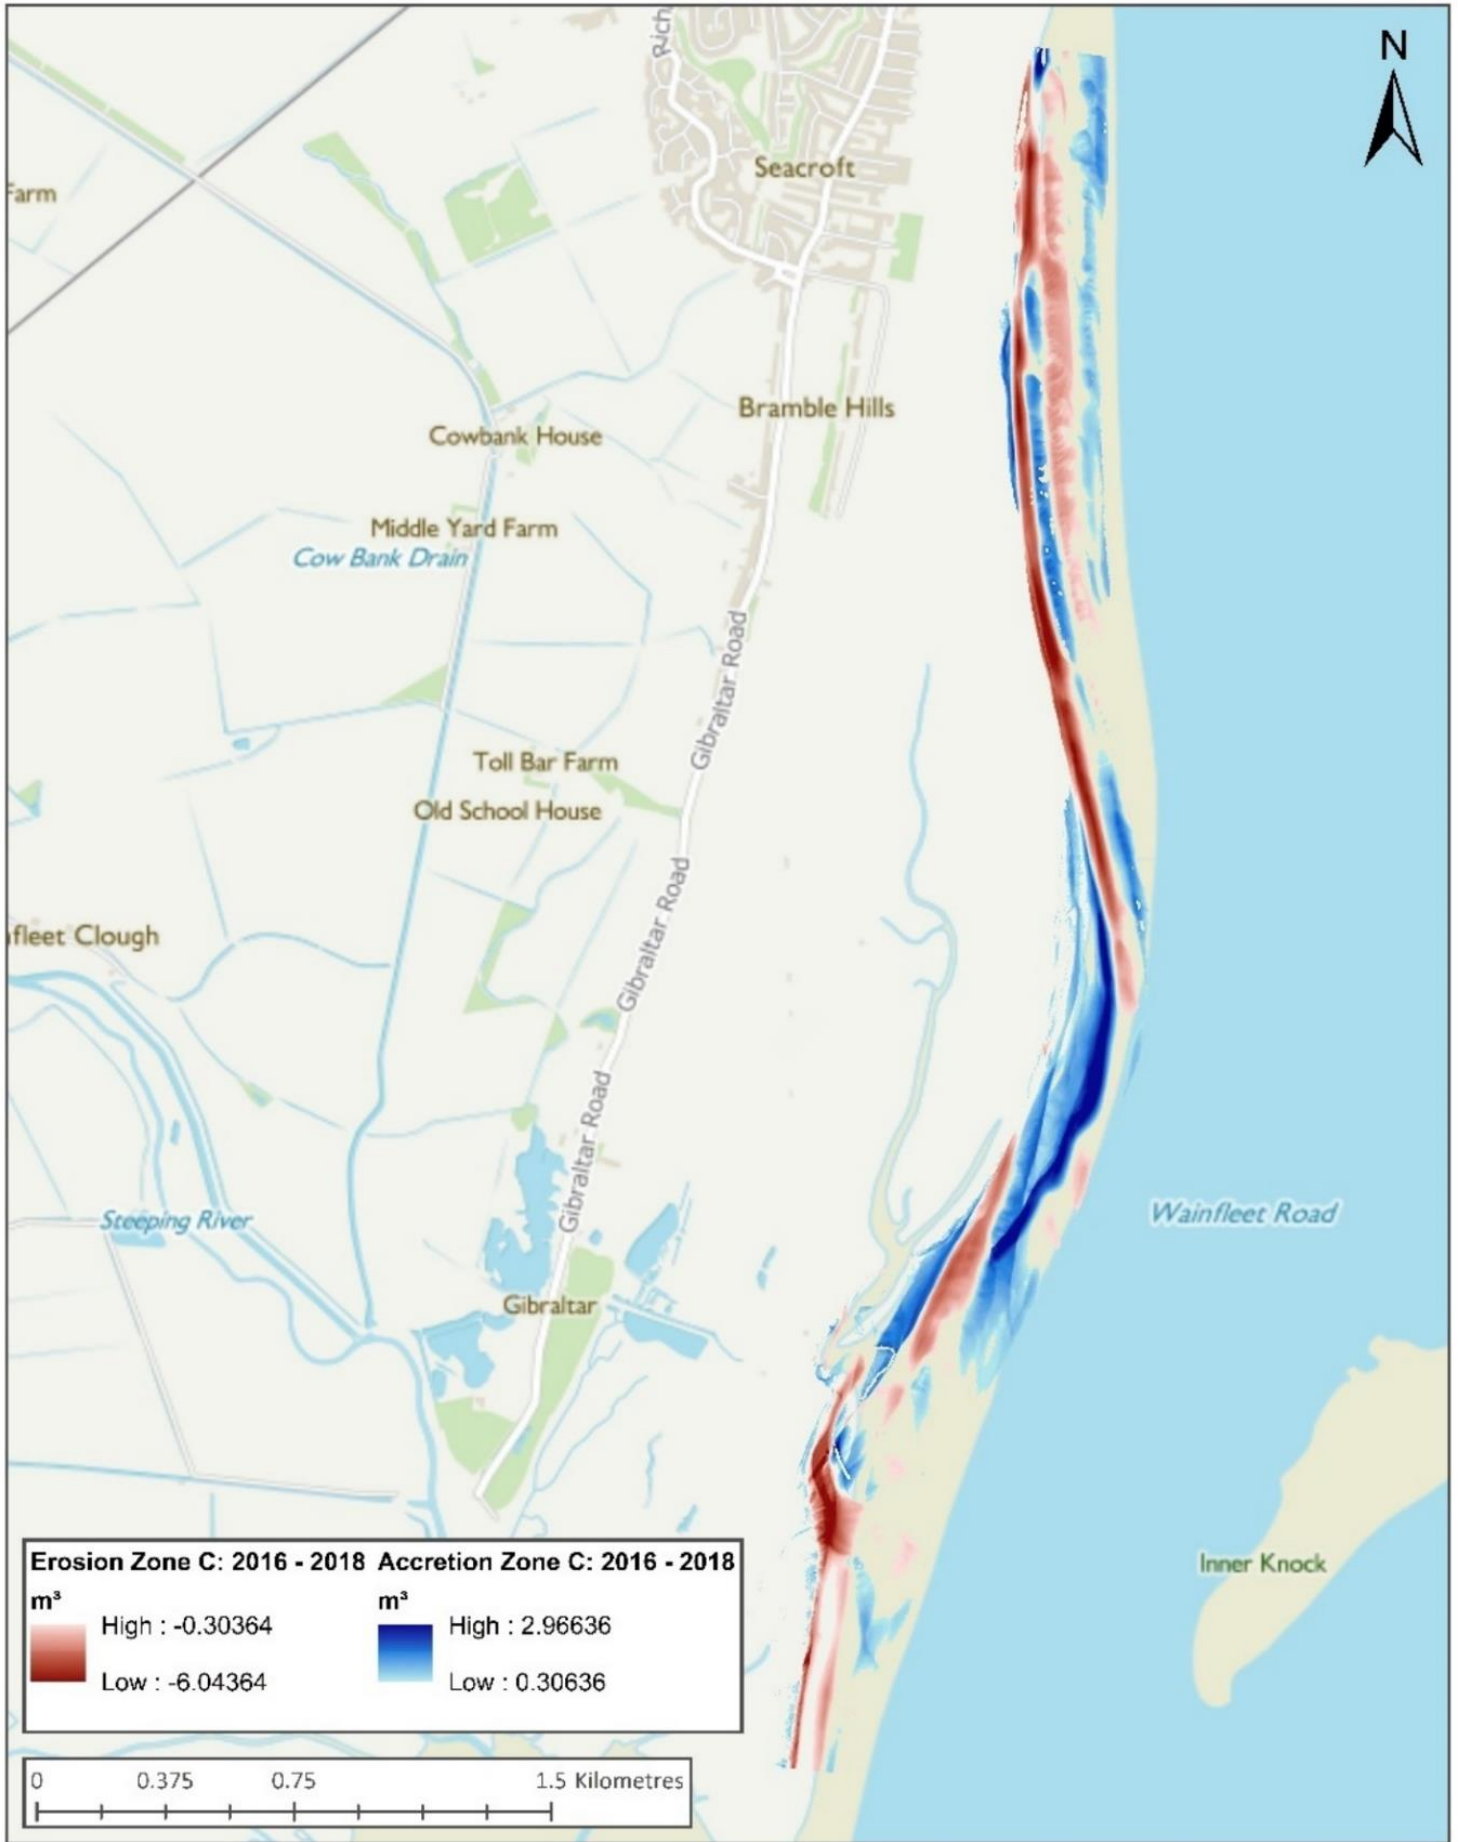 Rich
N
Seacroft
Farm
Bramble Hills
Cowbank House
Middle Yard Farm
Cow Bank Drain
Gibraltar Road
Toll Bar Farm
Old School House
Gibraltar Road
nfleet Clough
Gibraltar Road
Steeping River
Wainfleet Road
Gibraltar
Inner Knock
Erosion Zone C: 2016 - 2018 Accretion Zone C: 2016 - 2018
m³ m³
High : -0.30364 High : 2.96636
Low : -6.04364 Low : 0.30636
0 0.375 0.75 1.5 Kilometres